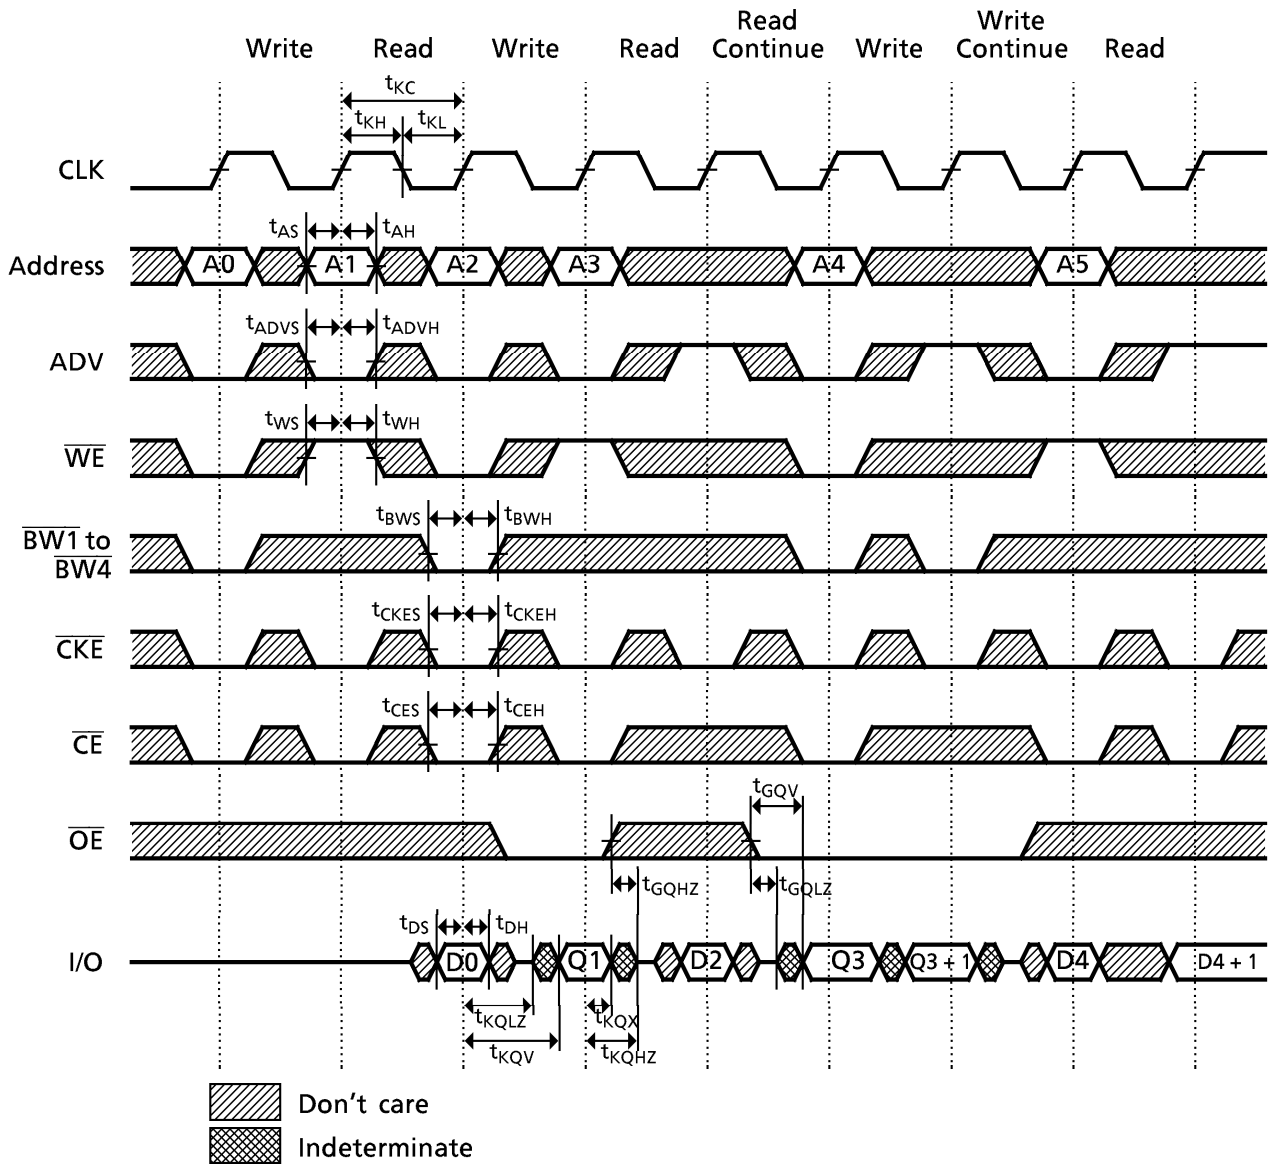 Write Read Write Read Read Continue Write Write Continue Read
tKC
tKH tKL
CLK
tAS tAH
Address A0 A1 A2 A3 A4 A5
tADVS tADVH
ADV
tWS tWH
WE
tBWS tBWH
BW1 to
BW4
tCKES tCKEH
CKE
tCES tCEH
CE
tGQV
OE
tGQHZ tGQLZ
tDS tDH
I/O D0 Q1 D2 Q3 Q3 + 1 D4 D4 + 1
tKQLZ tKQX
tKQV tKQHZ
Don't care
Indeterminate